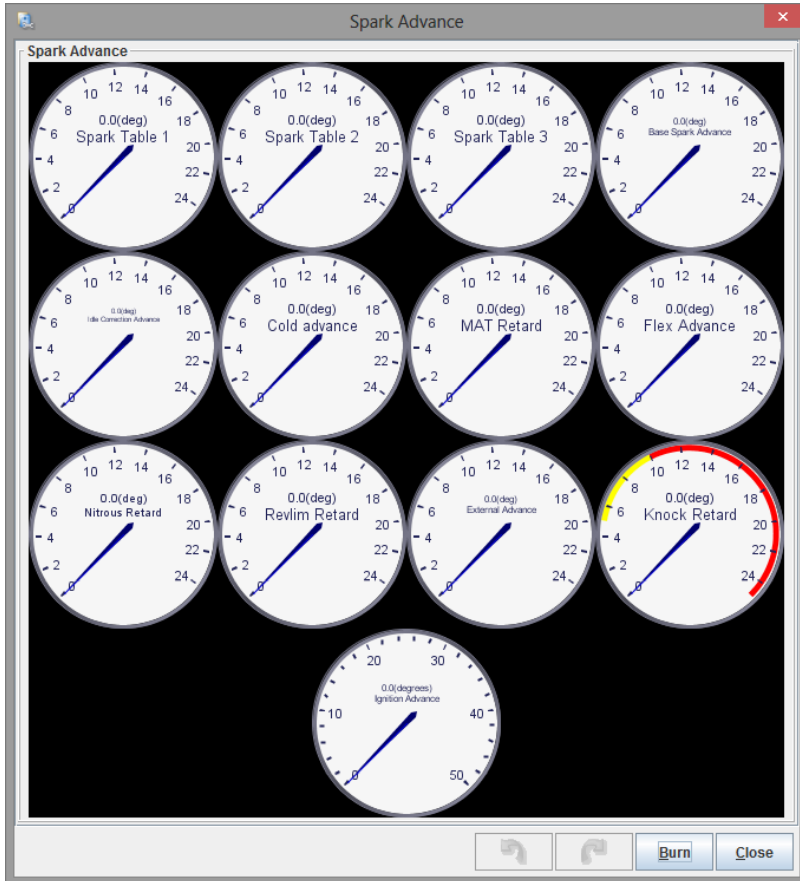 Spark Advance
Spark Advance
0.0(deg)
Spark Table 1
0 2 4 6 8 10 12 14 16 18 20 22 24
0.0(deg)
Spark Table 2
0 2 4 6 8 10 12 14 16 18 20 22 24
0.0(deg)
Spark Table 3
0 2 4 6 8 10 12 14 16 18 20 22 24
0.0(deg)
Base Spark Advance
0 2 4 6 8 10 12 14 16 18 20 22 24
0.0(deg)
Idle Correction Advance
0 2 4 6 8 10 12 14 16 18 20 22 24
0.0(deg)
Cold advance
0 2 4 6 8 10 12 14 16 18 20 22 24
0.0(deg)
MAT Retard
0 2 4 6 8 10 12 14 16 18 20 22 24
0.0(deg)
Flex Advance
0 2 4 6 8 10 12 14 16 18 20 22 24
0.0(deg)
Nitrous Retard
0 2 4 6 8 10 12 14 16 18 20 22 24
0.0(deg)
Revlim Retard
0 2 4 6 8 10 12 14 16 18 20 22 24
0.0(deg)
External Advance
0 2 4 6 8 10 12 14 16 18 20 22 24
0.0(deg)
Knock Retard
0 2 4 6 8 10 12 14 16 18 20 22 24
0.0(degrees)
Ignition Advance
0 10 20 30 40 50
Burn
Close